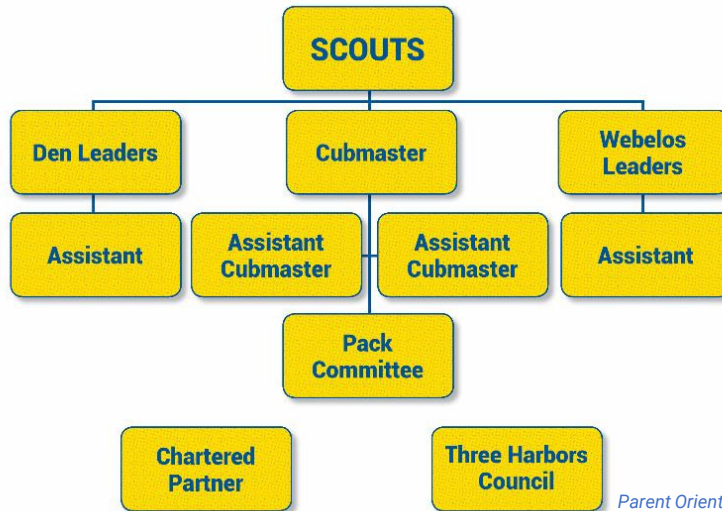 SCOUTS
Den Leaders
Cubmaster
Webelos
Leaders
Assistant
Assistant
Cubmaster
Assistant
Cubmaster
Assistant
Pack
Committee
Chartered
Partner
Three Harbors
Council
Parent Orient